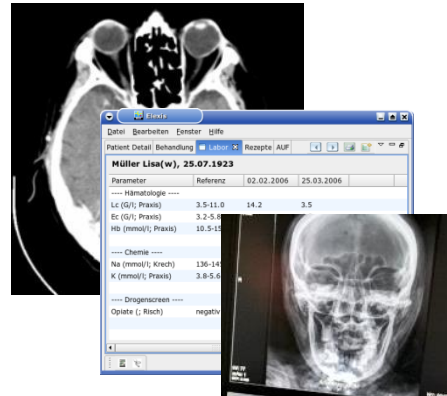 Elexis
Datei Bearbeiten Fenster Hilfe
Patient Detail Behandlung Labor Rezepte AUF
Müller Lisa(w), 25.07.1923
Parameter Referenz 02.02.2006 25.03.2006
---- Hämatologie ----
Lc (G/l; Praxis) 3.5-11.0 14.2 3.5
Ec (G/l; Praxis) 3.2-5.8
Hb (mmol/l; Praxis) 10.5-15
---- Chemie ----
Na (mmol/l; Krech) 136-145
K (mmol/l; Praxis) 3.8-5.6
---- Drogenscreen ----
Opiate (; Risch) negativ